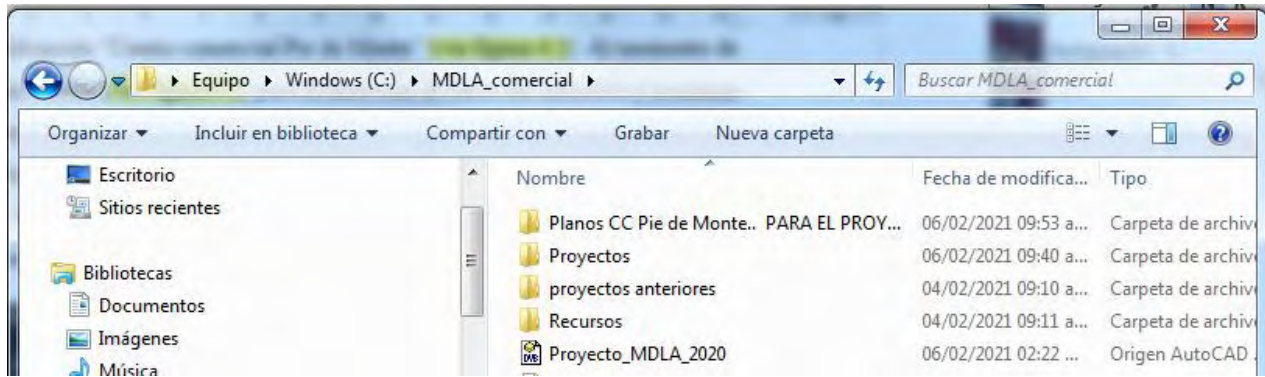 Equipo Windows (C:) MDLA_comercial Buscar MDLA_comercial
Organizar Incluir en biblioteca Compartir con Grabar Nueva carpeta
Escritorio
Sitios recientes
Bibliotecas
Documentos
Imágenes
Música
Nombre Fecha de modifica... Tipo
Planos CC Pie de Monte.. PARA EL PROY... 06/02/2021 09:53 a... Carpeta de archiv
Proyectos 06/02/2021 09:40 a... Carpeta de archiv
proyectos anteriores 04/02/2021 09:10 a... Carpeta de archiv
Recursos 04/02/2021 09:11 a... Carpeta de archiv
Proyecto_MDLA_2020 06/02/2021 02:22 ... Origen AutoCAD